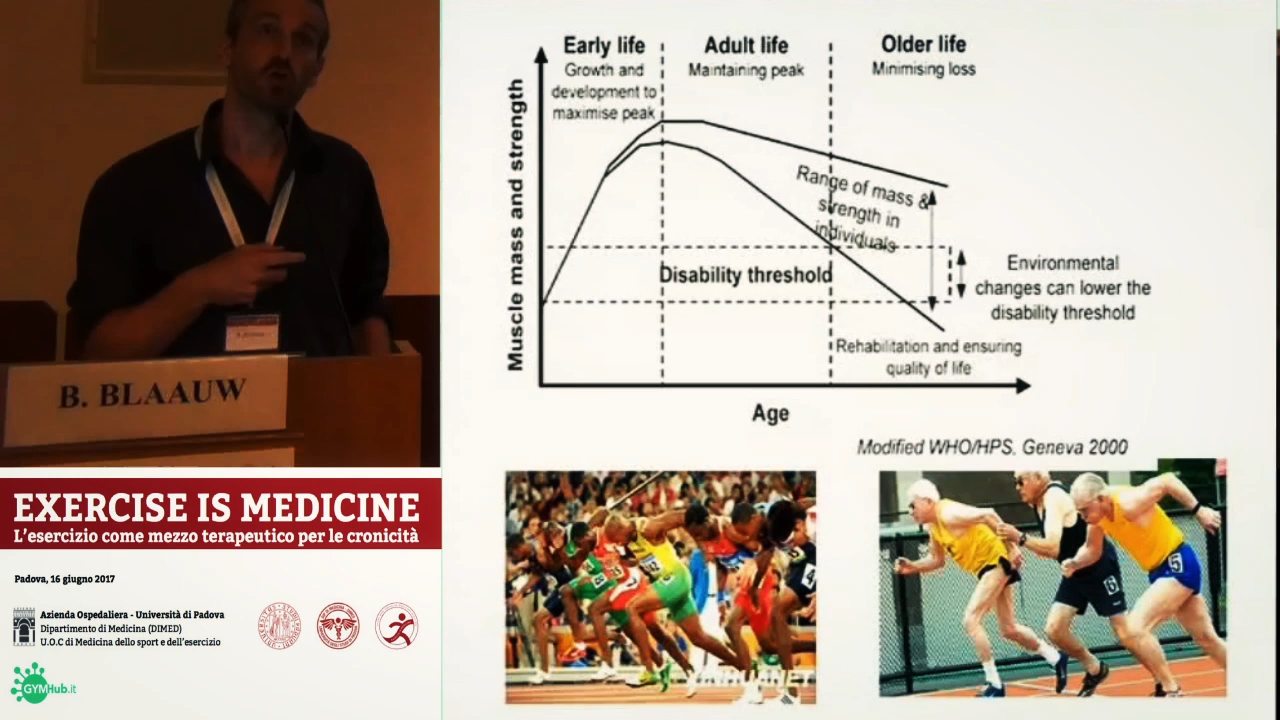 B. BLAAUW
EXERCISE IS MEDICINE
L'esercizio come mezzo terapeutico per le cronicità
Padova, 16 giugno 2017
Azienda Ospedaliera - Università di Padova
Dipartimento di Medicina (DIMED)
U.O.C di Medicina dello sport e dell'esercizio
GYMHub.it
Early life
Growth and
development to
maximise peak
Adult life
Maintaining peak
Older life
Minimising loss
Muscle mass and strength
Range of mass &
strength in
individuals
Disability threshold
Environmental
changes can lower the
disability threshold
Rehabilitation and ensuring
quality of life
Age
Modified WHO/HPS. Geneva 2000
XINHUANET
4
6
5